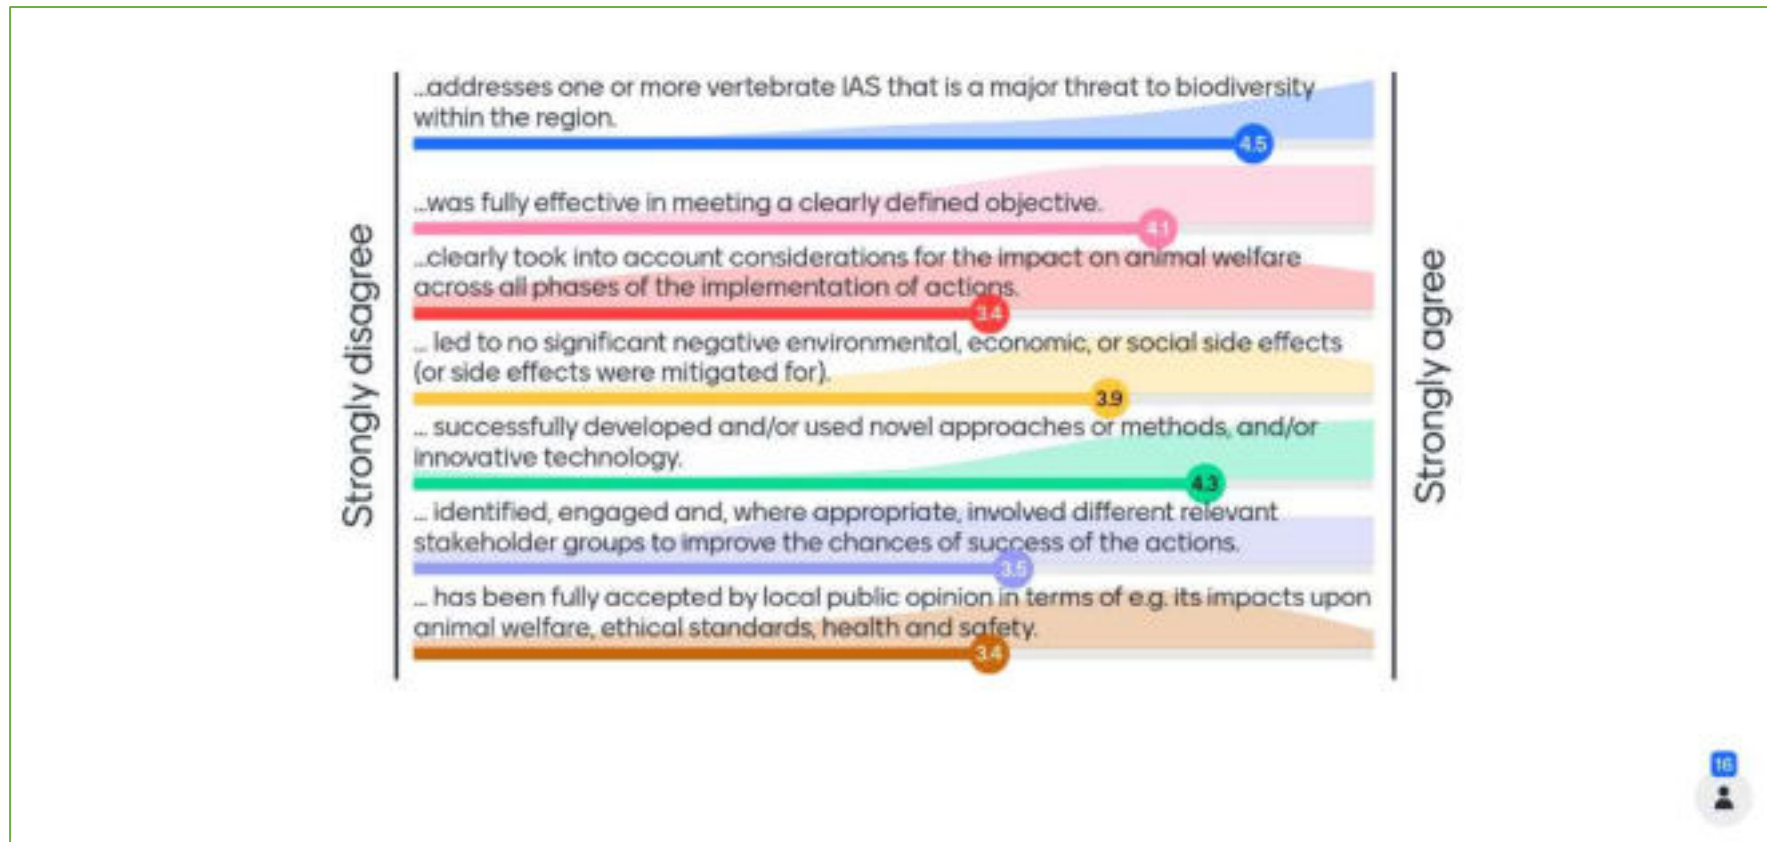 Strongly disagree
...addresses one or more vertebrate IAS that is a major threat to biodiversity
within the region.
4.5
...was fully effective in meeting a clearly defined objective.
4.1
...clearly took into account considerations for the impact on animal welfare
across all phases of the implementation of actions.
3.4
... led to no significant negative environmental, economic, or social side effects
(or side effects were mitigated for).
3.9
... successfully developed and/or used novel approaches or methods, and/or
innovative technology.
4.3
... identified, engaged and, where appropriate, involved different relevant
stakeholder groups to improve the chances of success of the actions.
3.5
... has been fully accepted by local public opinion in terms of e.g. its impacts upon
animal welfare, ethical standards, health and safety.
3.4
Strongly agree
16